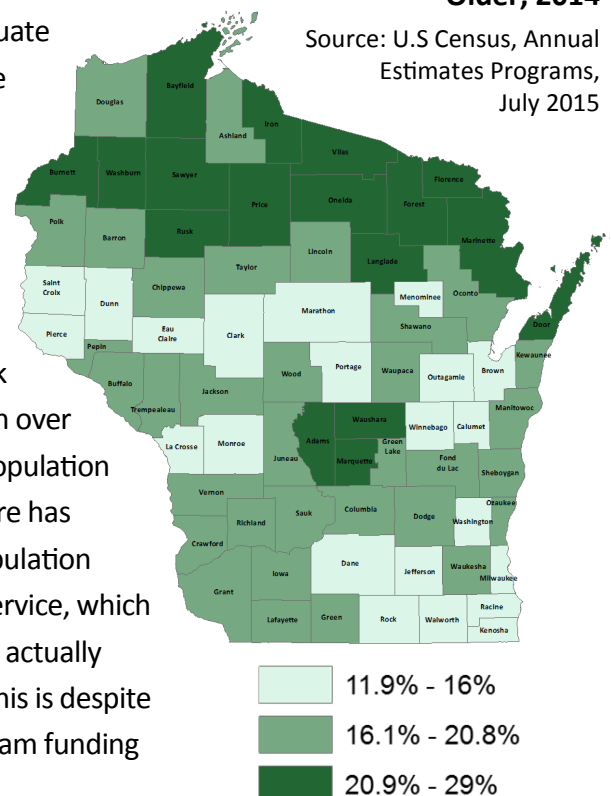 Older, 2014
Source: U.S Census, Annual
Estimates Programs,
July 2015
uate
e
k
n over
opulation
re has
pulation
ervice, which
actually
his is despite
am funding
Douglas
Bayfield
Ashland
Iron
Vilas
Burnett
Washburn
Sawyer
Price
Oneida
Forest
Florence
Marinette
Polk
Barron
Rusk
Lincoln
Langlade
Taylor
Chippewa
Saint
Croix
Dunn
Menominee
Oconto
Marathon
Shawano
Pierce
Eau
Claire
Clark
Door
Pepin
Kewaunee
Buffalo
Trempealeau
Jackson
Wood
Portage
Waupaca
Outagamie
Brown
Manitowoc
La Crosse
Monroe
Juneau
Adams
Waushara
Marquette
Green
Lake
Winnebago
Calumet
Fond
du Lac
Sheboygan
Vernon
Richland
Sauk
Columbia
Dodge
Washington
Ozaukee
Crawford
Grant
Iowa
Dane
Jefferson
Waukesha
Milwaukee
Lafayette
Green
Rock
Walworth
Racine
Kenosha
11.9% - 16%
16.1% - 20.8%
20.9% - 29%